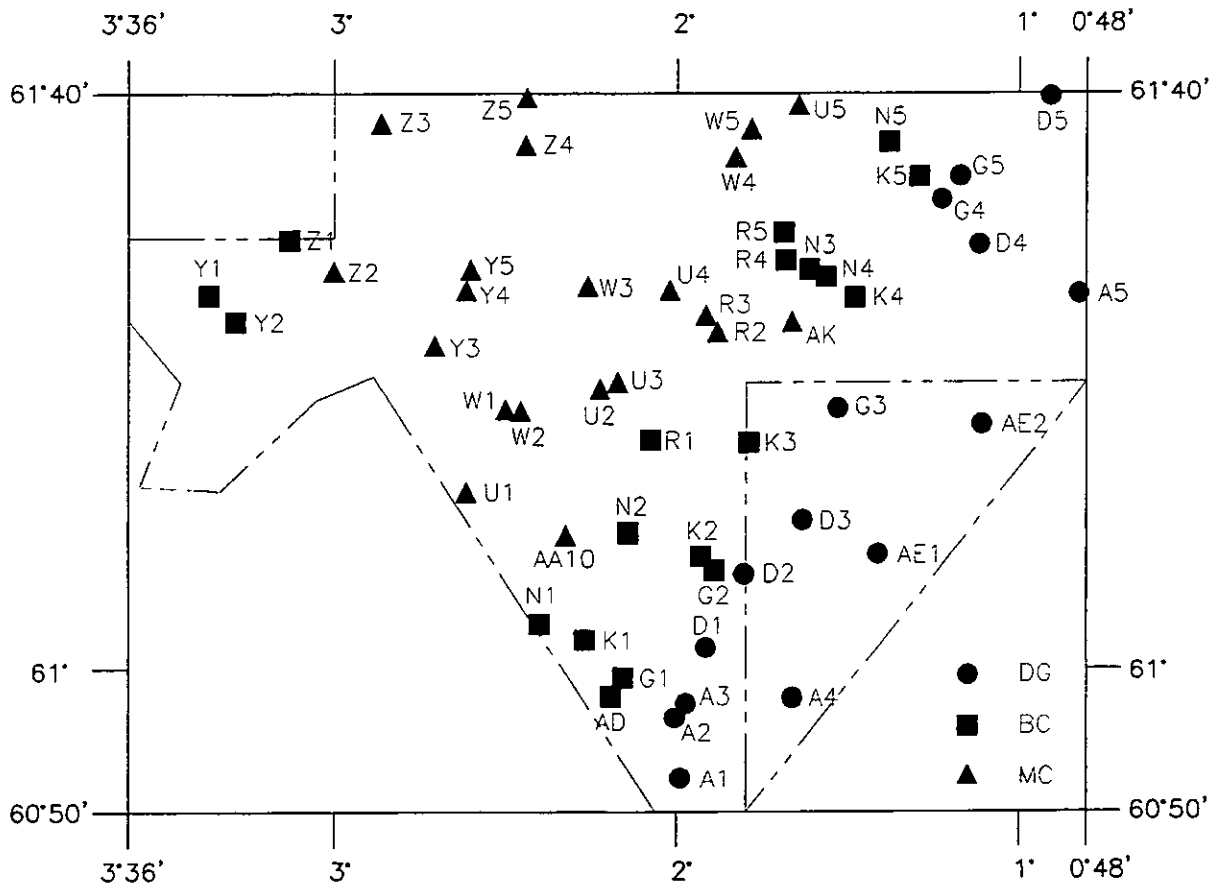 3°36' 3° 2° 1° 0°48'
61°40' 61°40'
Z5 U5 D5
Z3 W5 N5
Z4
W4 K5 G5
G4
Z1 R5 N3 D4
Y1 Z2 Y5 U4 R4 N4
Y4 W3 K4 A5
Y2 R3
R2 AK
Y3
U3
W1 U2 G3
W2 AE2
R1 K3
U1
N2 D3
K2
AA10 AE1
G2 D2
N1 D1
K1
61° 61°
G1 DG
AD A3 A4
A2 BC
A1 MC
60°50' 60°50'
3°36' 3° 2° 1° 0°48'